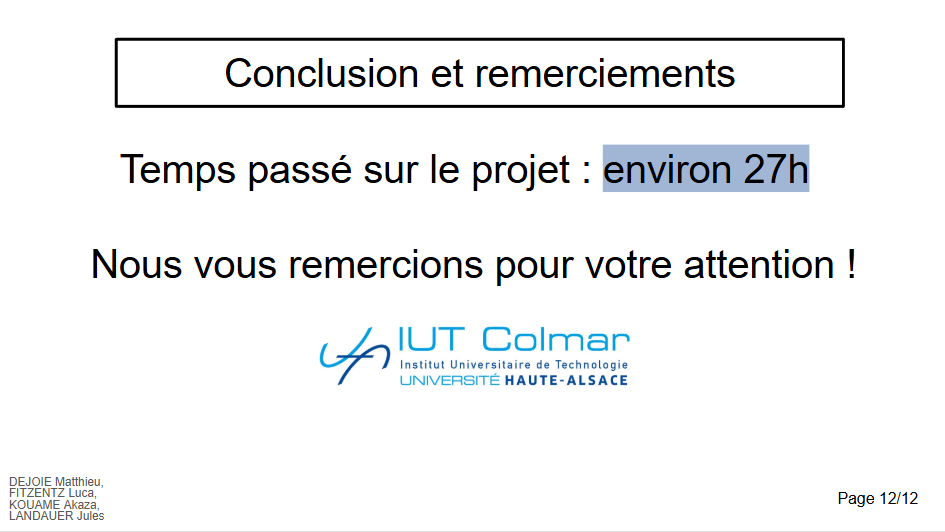 Conclusion et remerciements
Temps passé sur le projet : environ 27h
Nous vous remercions pour votre attention !
IUT Colmar
Institut Universitaire de Technologie
UNIVERSITÉ HAUTE-ALSACE
DEJOIE Matthieu,
FITZENTZ Luca,
KOUAME Akaza,
LANDAUER Jules
Page 12/12